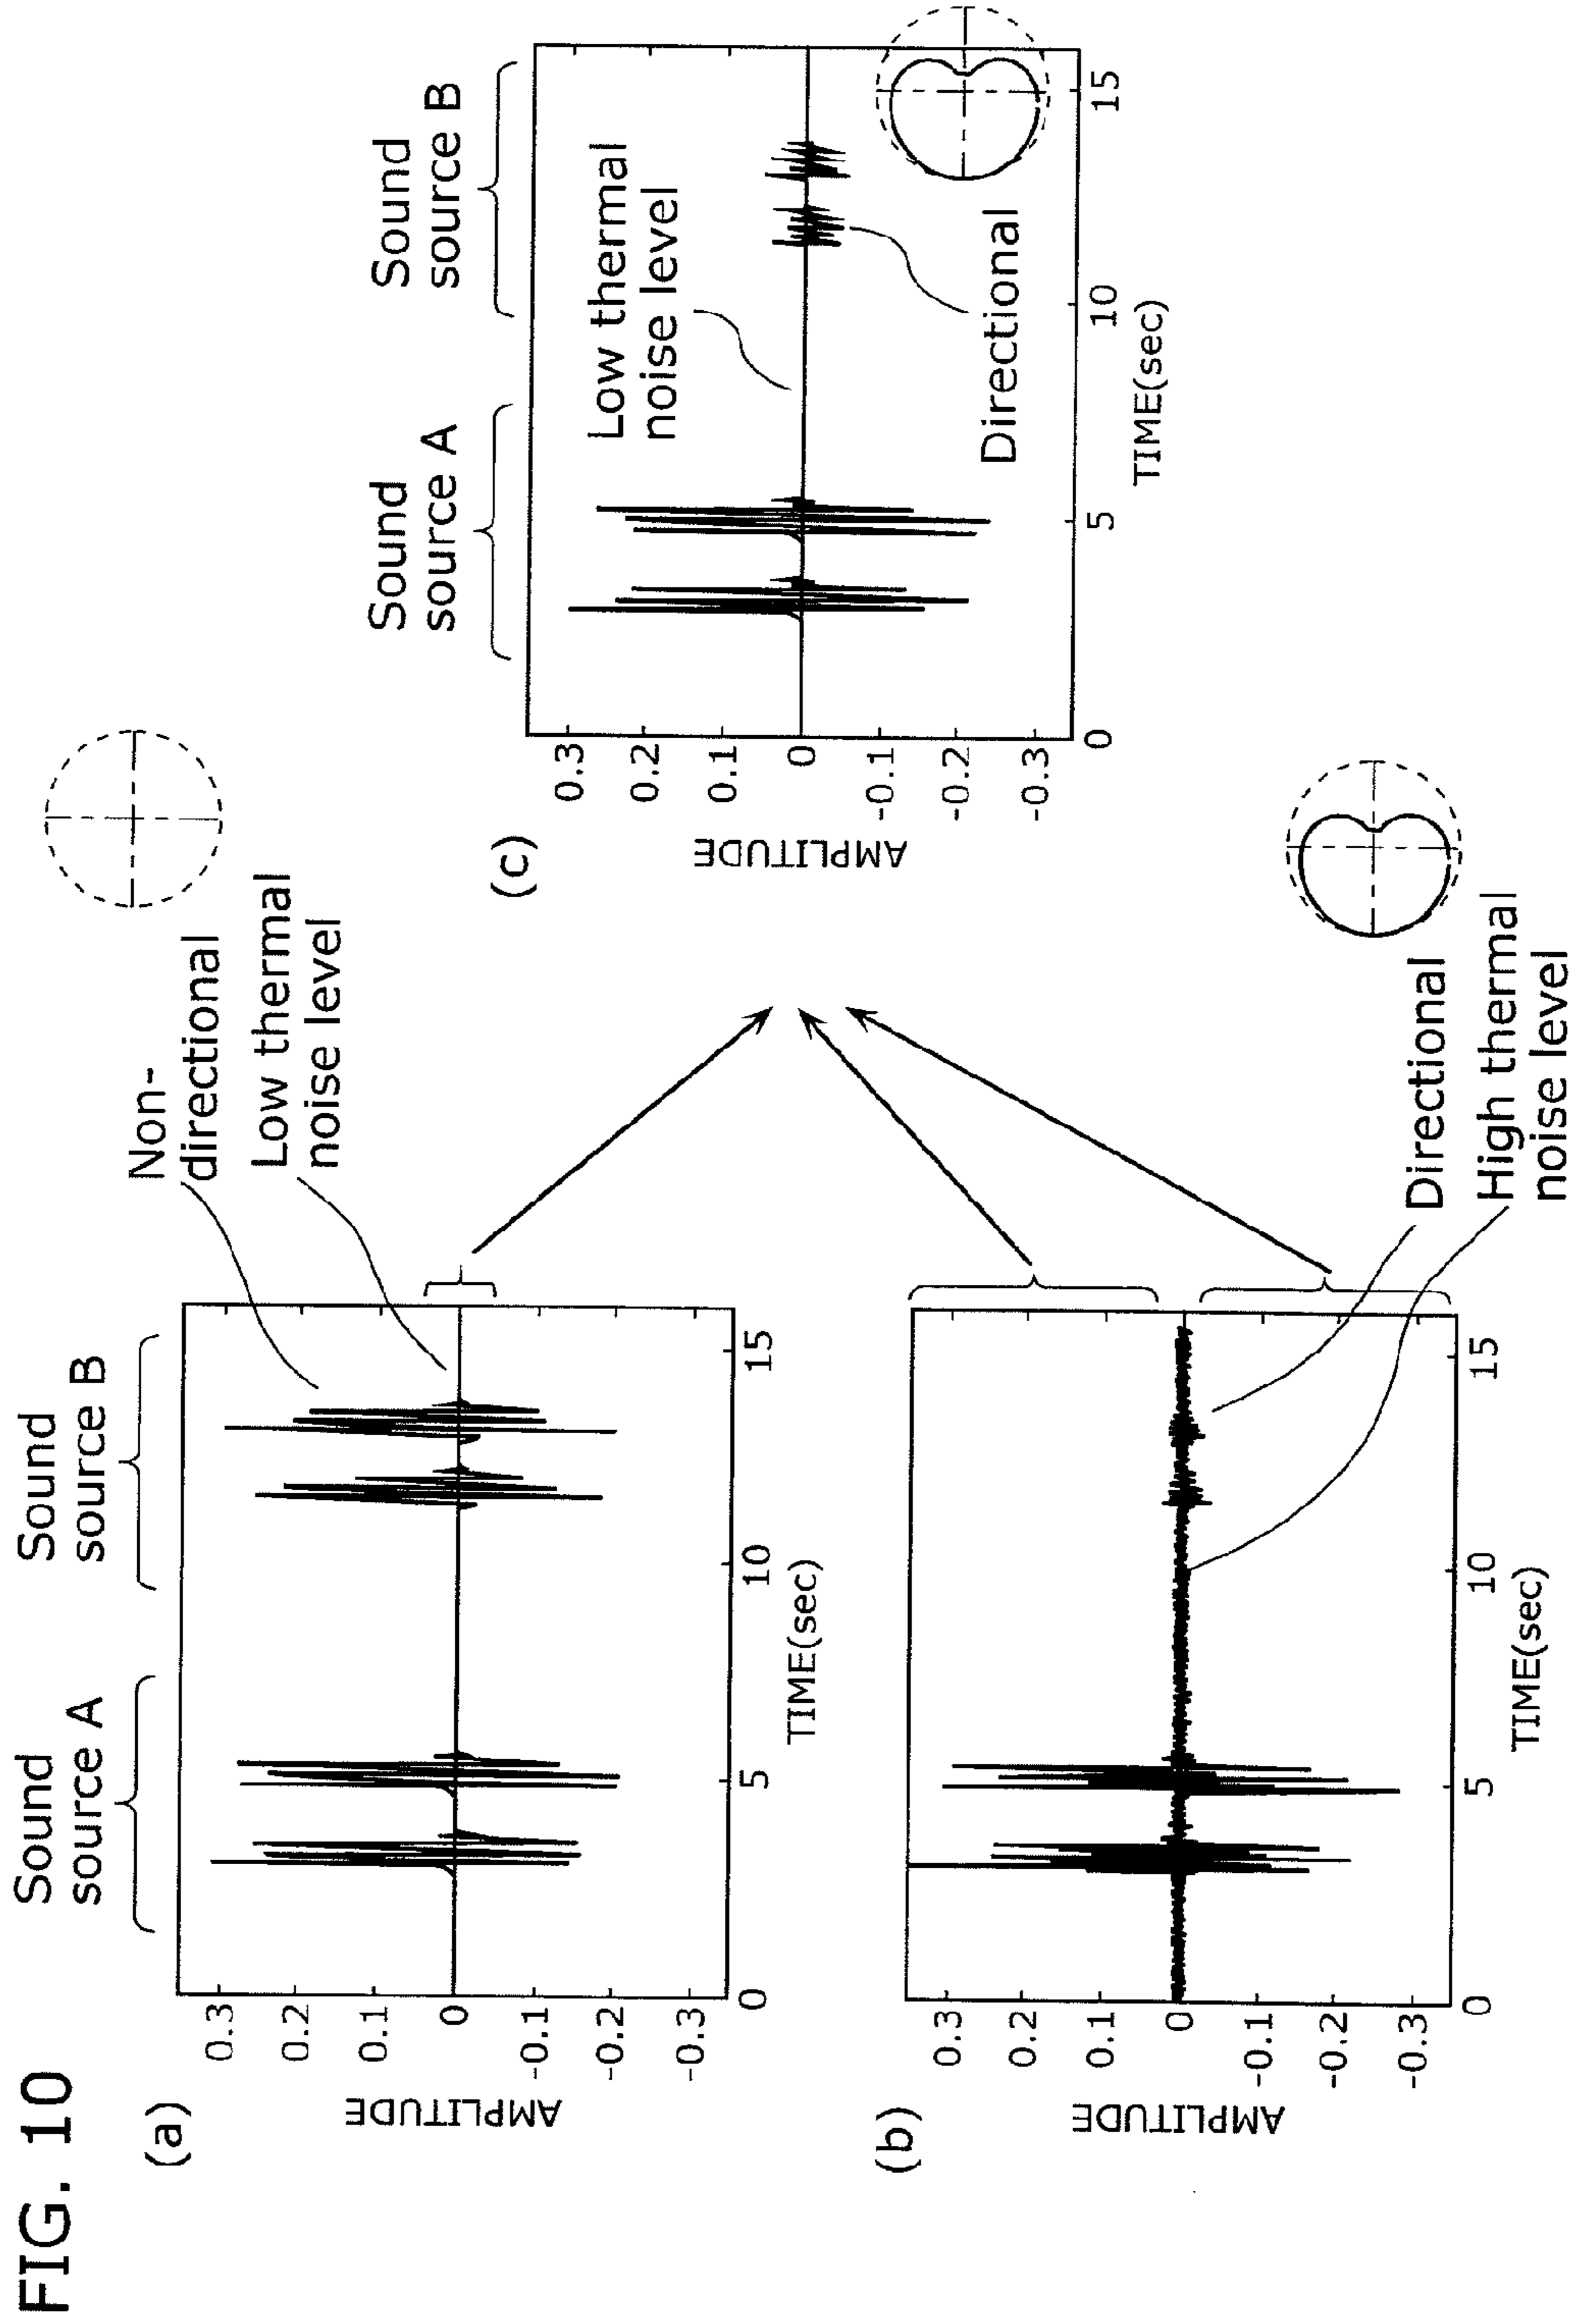 FIG. 10
(a)
Sound
source A
Sound
source B
Non-
directional
Low thermal
noise level
AMPLITUDE
0.3
0.2
0.1
0
-0.1
-0.2
-0.3
0
5
10
15
TIME(sec)
(b)
AMPLITUDE
0.3
0.2
0.1
0
-0.1
-0.2
-0.3
0
5
10
15
TIME(sec)
Directional
High thermal
noise level
(c)
Sound
source A
Sound
source B
Low thermal
noise level
Directional
AMPLITUDE
0.3
0.2
0.1
0
-0.1
-0.2
-0.3
0
5
10
15
TIME(sec)